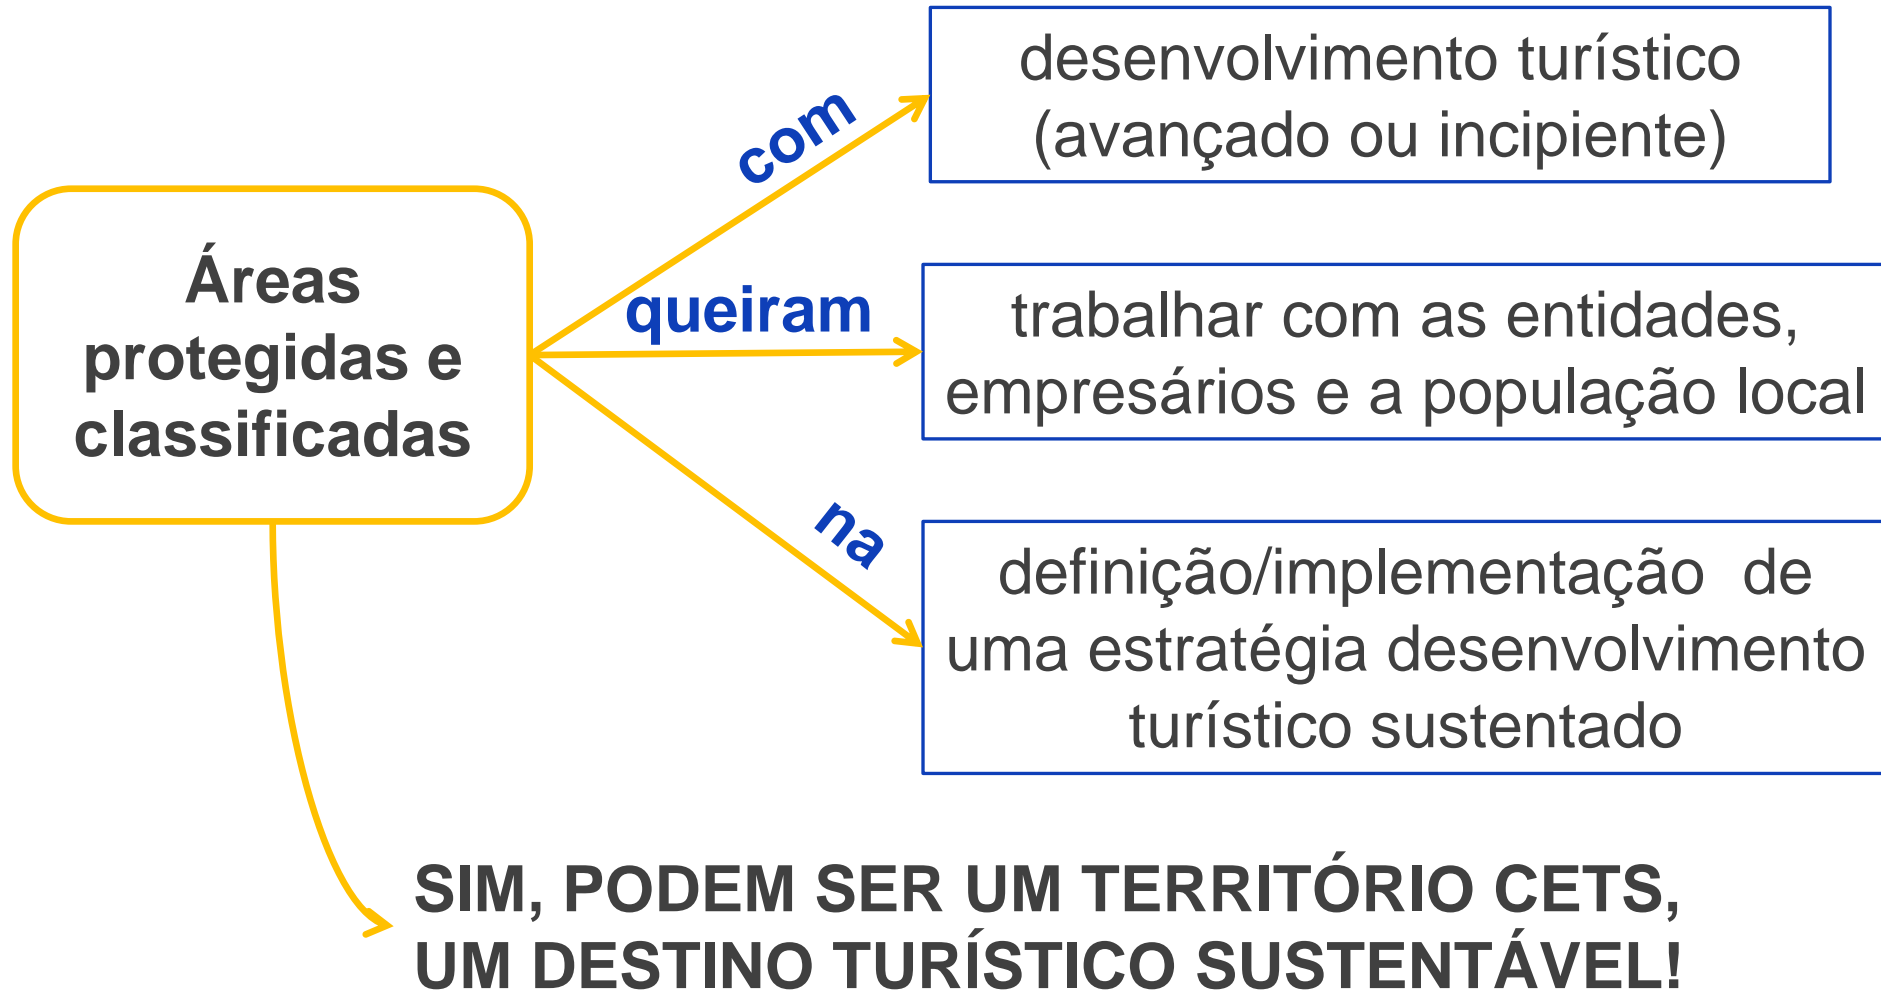 Áreas
protegidas e
classificadas
com
desenvolvimento turístico
(avançado ou incipiente)
queiram
trabalhar com as entidades,
empresários e a população local
na
definição/implementação  de
uma estratégia desenvolvimento
turístico sustentado
SIM, PODEM SER UM TERRITÓRIO CETS,
UM DESTINO TURÍSTICO SUSTENTÁVEL!